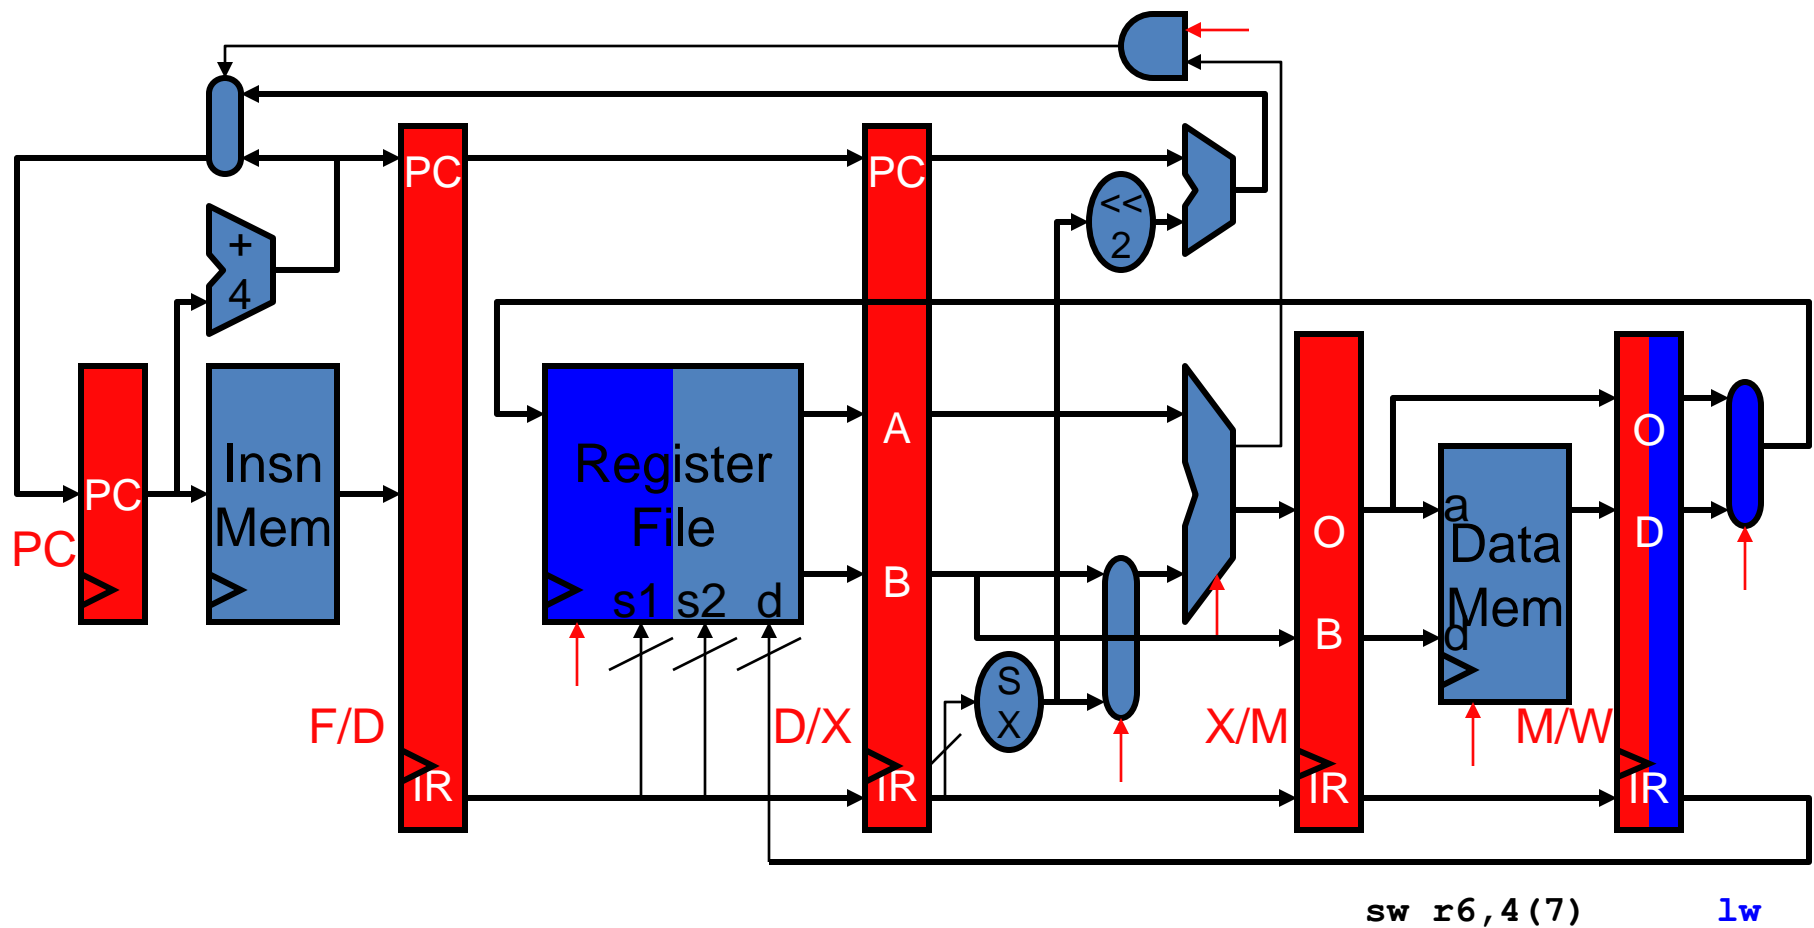 PC
PC
<<
2
+
4
A
O
Insn
Mem
Register
File
PC
a
Data
Mem
d
O
D
B
B
s1
s2
d
PC
S
X
F/D
D/X
X/M
M/W
IR
IR
IR
IR
sw r6,4(7)
lw